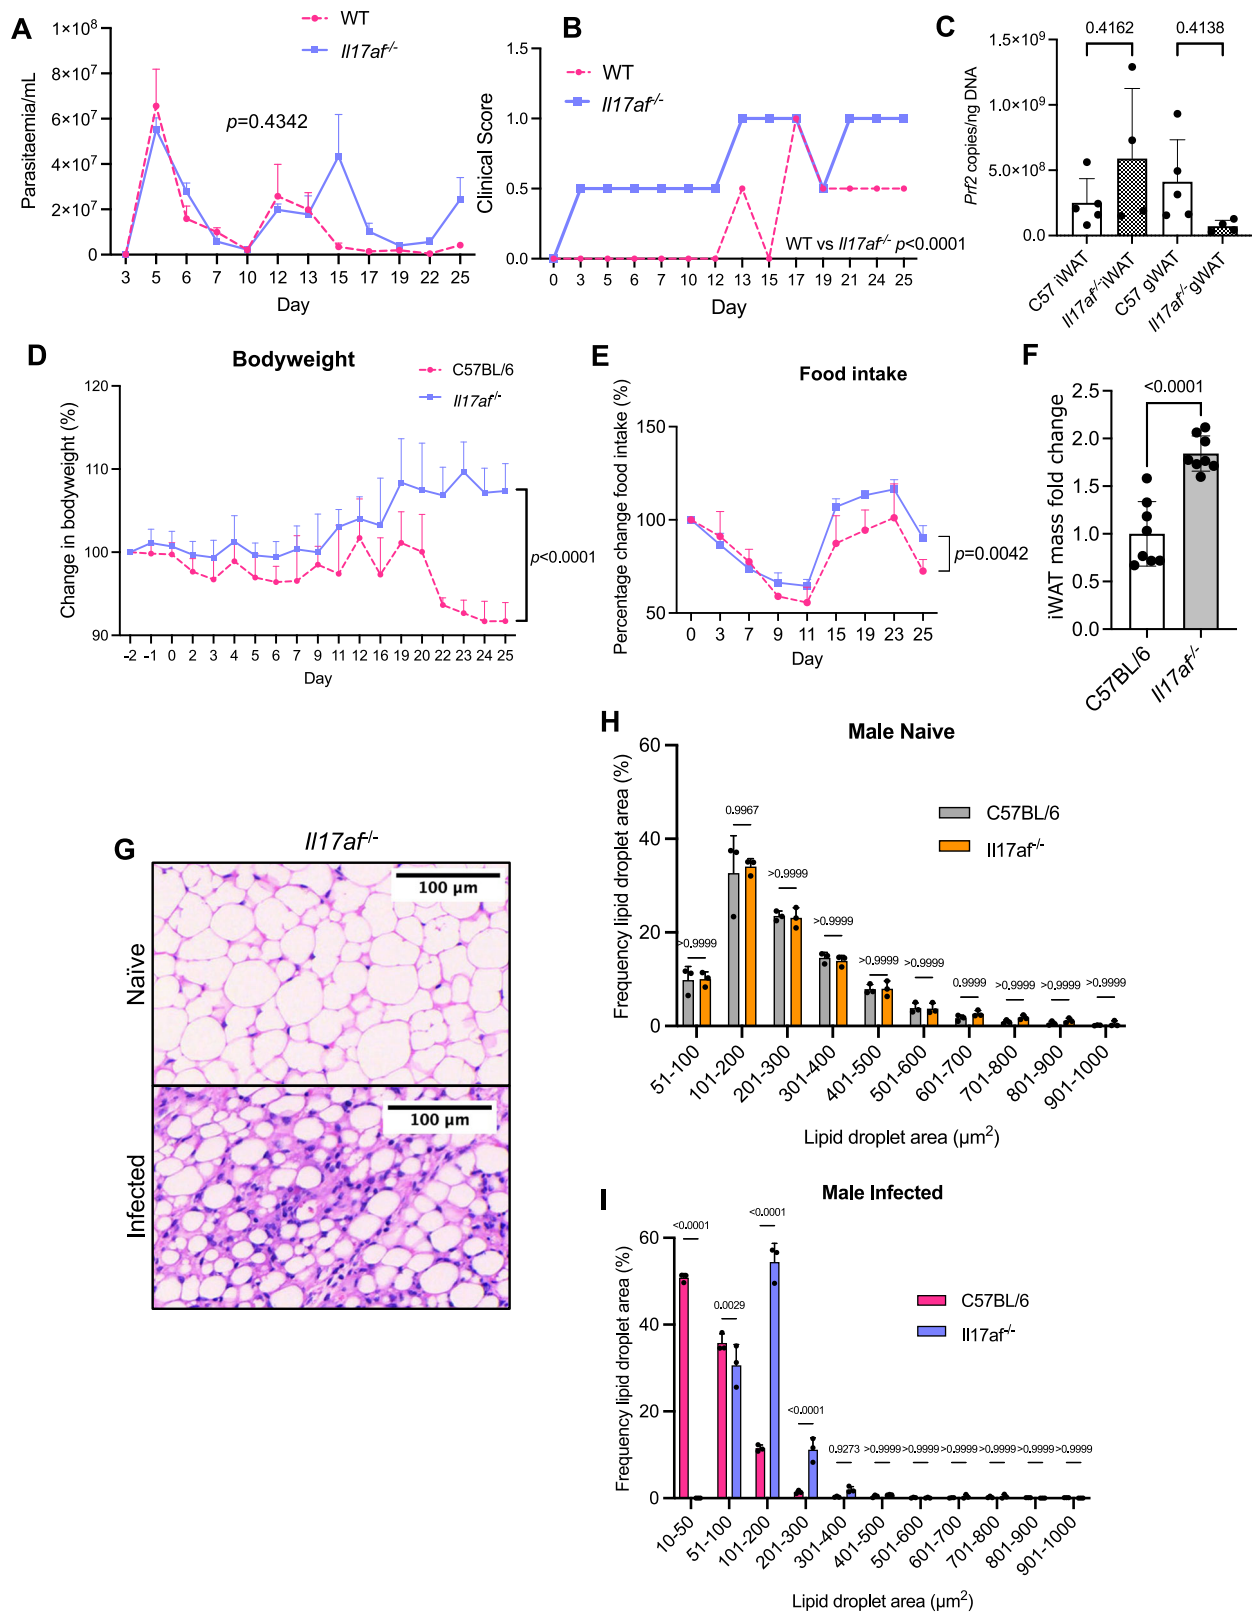 A
WT
Il17af-/-
Parasitaemia/mL
1×10⁸
8×10⁷
6×10⁷
4×10⁷
2×10⁷
0
p=0.4342
3 5 6 7 10 12 13 15 17 19 22 25
Day
B
WT
Il17af-/-
Clinical Score
1.5
1.0
0.5
0.0
WT vs Il17af-/- p<0.0001
0 3 5 6 7 10 12 13 15 17 19 21 24 25
Day
C
0.4162 0.4138
Prf2 copies/ng DNA
1.5×10⁹
1.0×10⁹
5.0×10⁸
0.0
C57 iWAT
Il17af-/-iWAT
C57 gWAT
Il17af-/-gWAT
D
Bodyweight
C57BL/6
Il17af-/-
Change in bodyweight (%)
120
110
100
90
p<0.0001
-2 -1 0 2 3 4 5 6 7 9 11 12 16 19 20 22 23 24 25
Day
E
Food intake
Percentage change food intake (%)
150
100
50
p=0.0042
0 3 7 9 11 15 19 23 25
Day
F
<0.0001
iWAT mass fold change
2.5
2.0
1.5
1.0
0.5
0.0
C57BL/6
Il17af-/-
G
Il17af-/-
Naïve
100 µm
Infected
100 µm
H
Male Naive
C57BL/6
Il17af-/-
Frequency lipid droplet area (%)
60
40
20
0
>0.9999 0.9967 >0.9999 >0.9999 >0.9999 >0.9999 0.9999 >0.9999 >0.9999 >0.9999
51-100 101-200 201-300 301-400 401-500 501-600 601-700 701-800 801-900 901-1000
Lipid droplet area (µm²)
I
Male Infected
C57BL/6
Il17af-/-
Frequency lipid droplet area (%)
60
40
20
0
<0.0001 0.0029 <0.0001 <0.0001 0.9273 >0.9999 >0.9999 >0.9999 >0.9999 >0.9999 >0.9999
10-50 51-100 101-200 201-300 301-400 401-500 501-600 601-700 701-800 801-900 901-1000
Lipid droplet area (µm²)